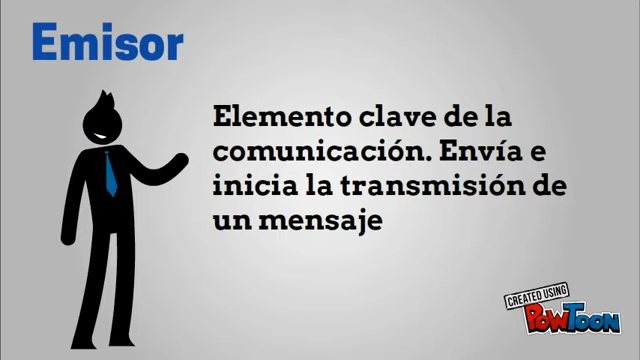 Emisor
Elemento clave de la
comunicación. Envía e
inicia la transmisión de
un mensaje
CREATED USING
POWTOON